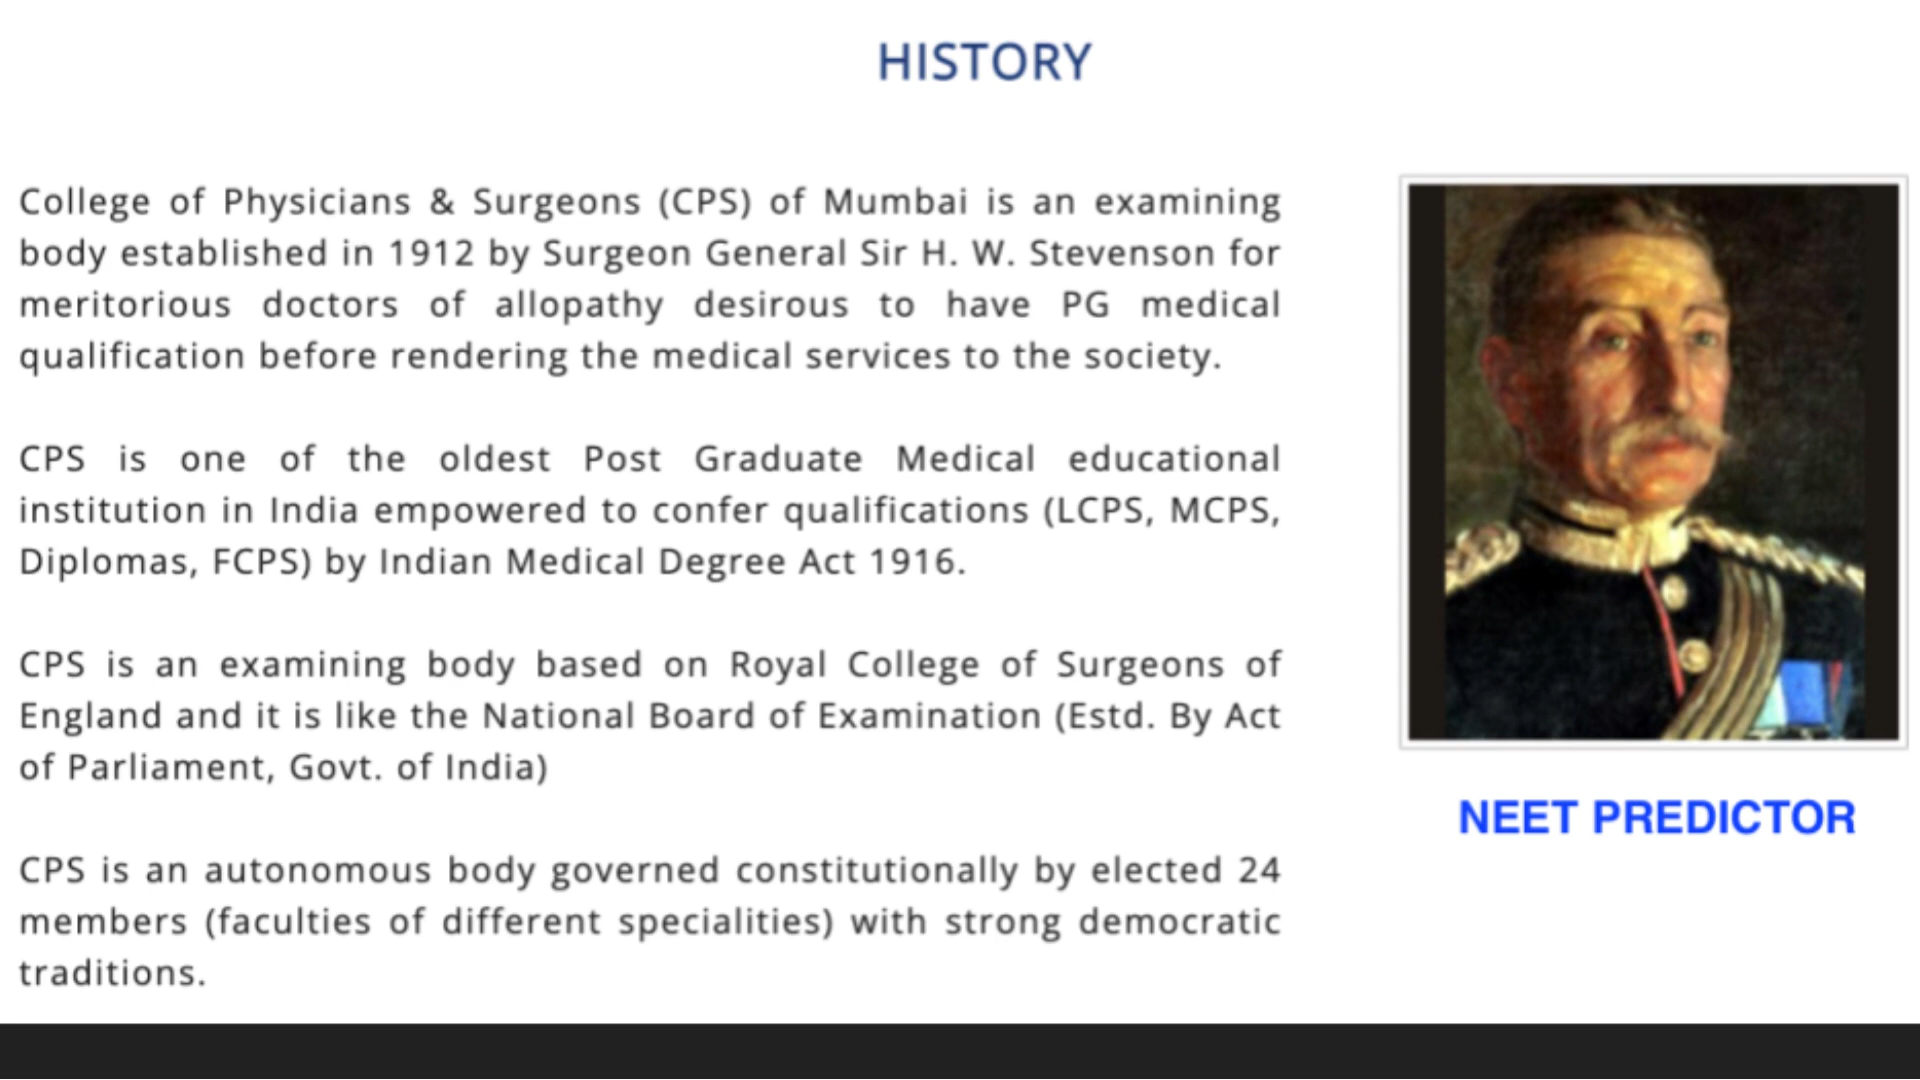 HISTORY
College of Physicians & Surgeons (CPS) of Mumbai is an examining
body established in 1912 by Surgeon General Sir H. W. Stevenson for
meritorious doctors of allopathy desirous to have PG medical
qualification before rendering the medical services to the society.
CPS is one of the oldest Post Graduate Medical educational
institution in India empowered to confer qualifications (LCPS, MCPS,
Diplomas, FCPS) by Indian Medical Degree Act 1916.
CPS is an examining body based on Royal College of Surgeons of
England and it is like the National Board of Examination (Estd. By Act
of Parliament, Govt. of India)
CPS is an autonomous body governed constitutionally by elected 24
members (faculties of different specialities) with strong democratic
traditions.
NEET PREDICTOR